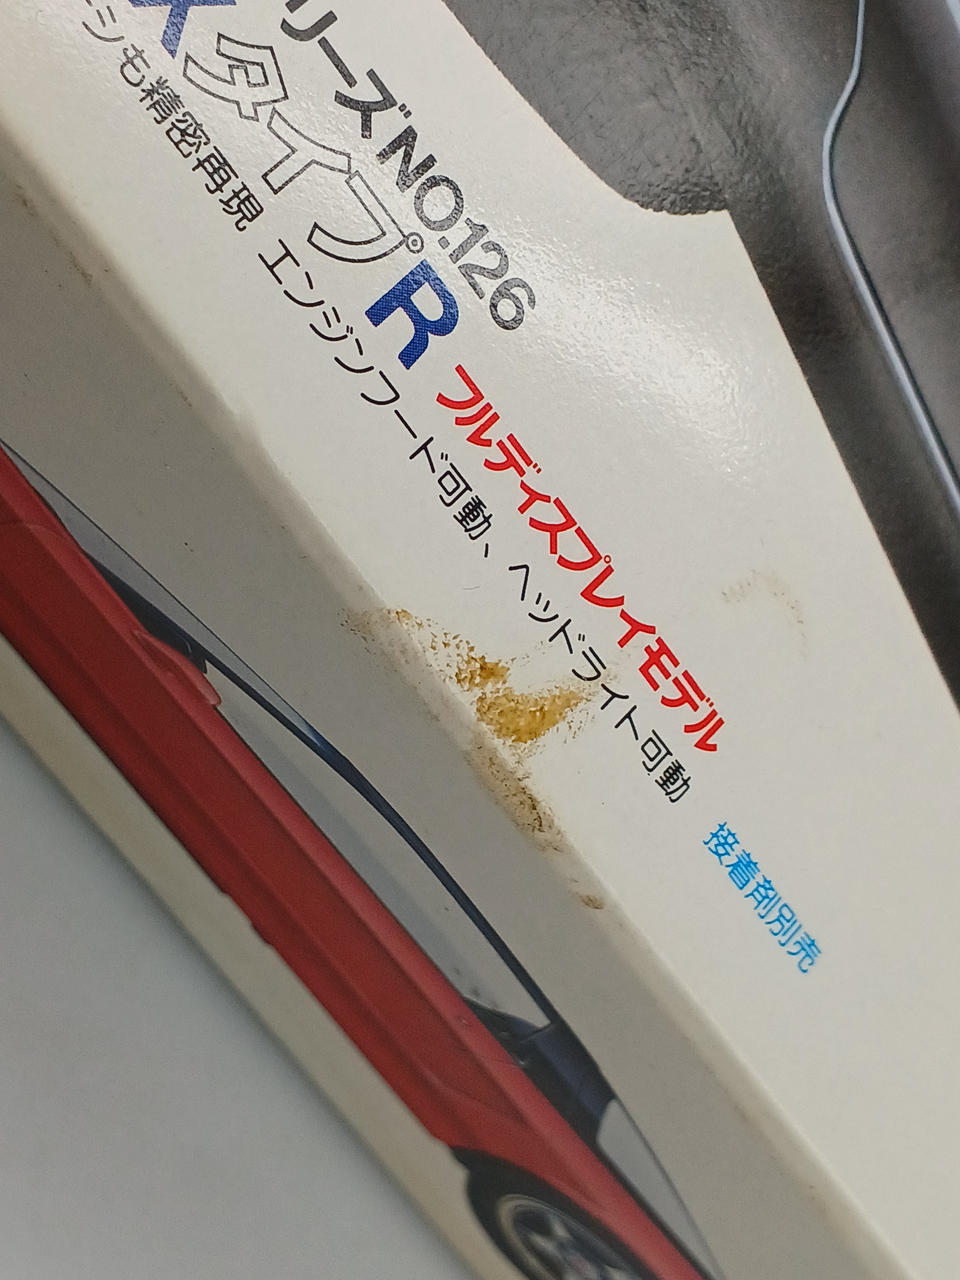 リーズNO.126
X タイプR フルディスプレイモデル
シも精密再現 エンジンフード可動、ヘッドライト可動
接着剤別売